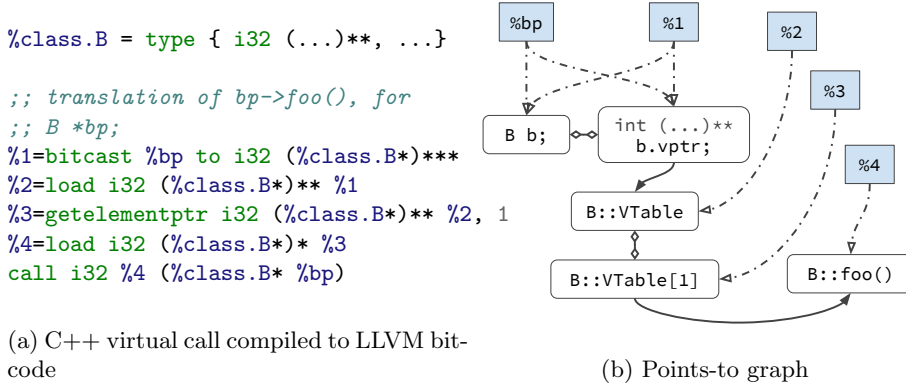 %class.B = type { i32 (...)**, ...}
;; translation of bp->foo(), for
;; B *bp;
%1=bitcast %bp to i32 (%class.B*)***
%2=load i32 (%class.B*)** %1
%3=getelementptr i32 (%class.B*)** %2, 1
%4=load i32 (%class.B*)* %3
call i32 %4 (%class.B* %bp)
(a) C++ virtual call compiled to LLVM bit-
code
%bp
%1
%2
%3
B b;
int (...)**
b.vptr;
%4
B::VTable
B::VTable[1]
B::foo()
(b) Points-to graph